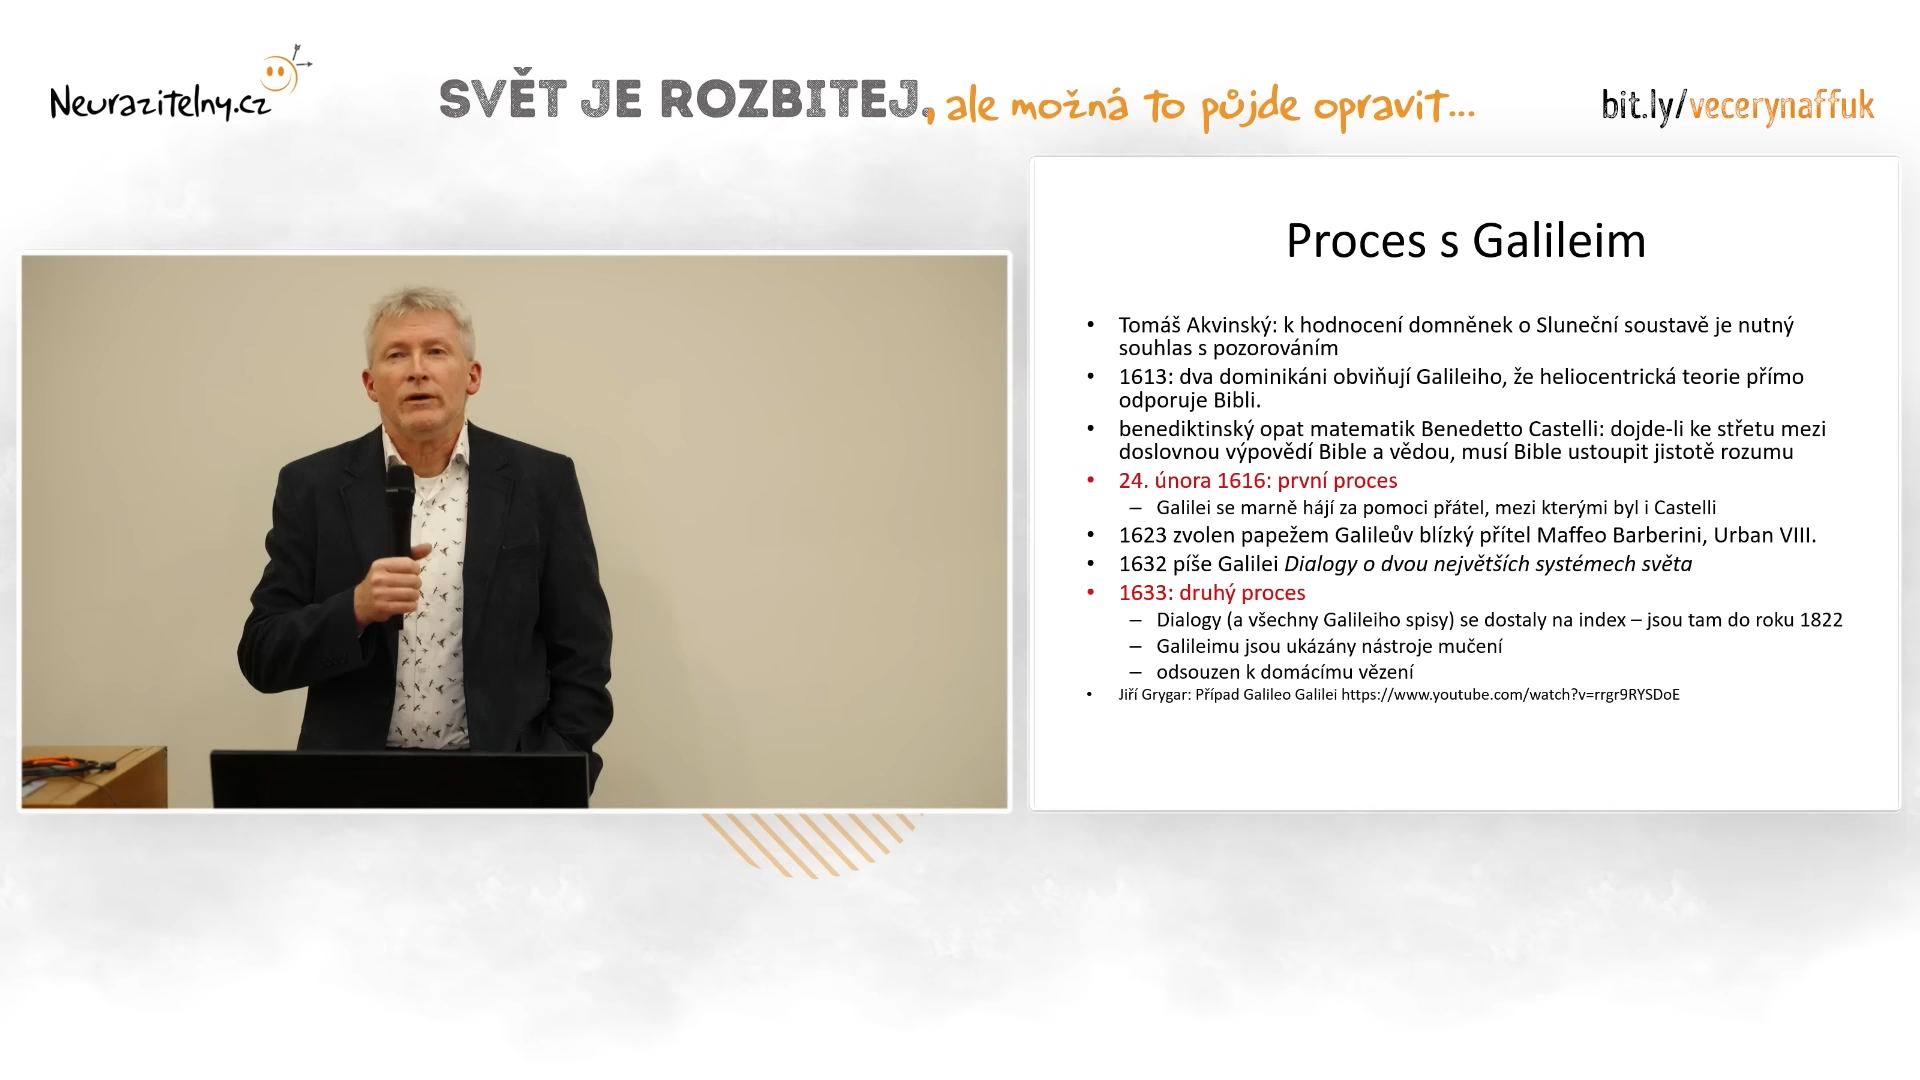 Neurazitelny.cz
SVĚT JE ROZBITEJ, ale možná to půjde opravit...
bit.ly/vecerynaffuk
Proces s Galileim
• Tomáš Akvinský: k hodnocení domněnek o Sluneční soustavě je nutný
souhlas s pozorováním
• 1613: dva dominikáni obviňují Galileiho, že heliocentrická teorie přímo
odporuje Bibli.
• benediktinský opat matematik Benedetto Castelli: dojde-li ke střetu mezi
doslovnou výpovědí Bible a vědou, musí Bible ustoupit jistotě rozumu
• 24. února 1616: první proces
– Galilei se marně hájí za pomoci přátel, mezi kterými byl i Castelli
• 1623 zvolen papežem Galileův blízký přítel Maffeo Barberini, Urban VIII.
• 1632 píše Galilei Dialogy o dvou největších systémech světa
• 1633: druhý proces
– Dialogy (a všechny Galileiho spisy) se dostaly na index – jsou tam do roku 1822
– Galileimu jsou ukázány nástroje mučení
– odsouzen k domácímu vězení
• Jiří Grygar: Případ Galileo Galilei https://www.youtube.com/watch?v=rrgr9RYSDoE